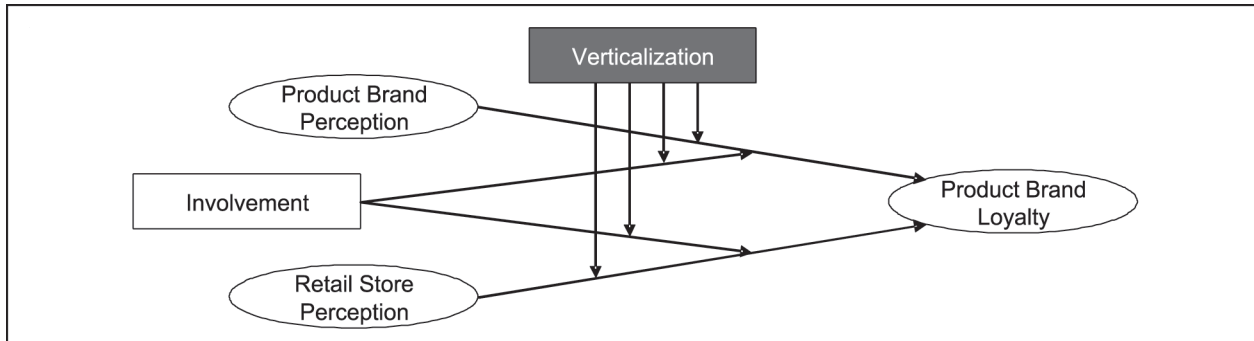 Verticalization
Product Brand
Perception
Involvement
Product Brand
Loyalty
Retail Store
Perception